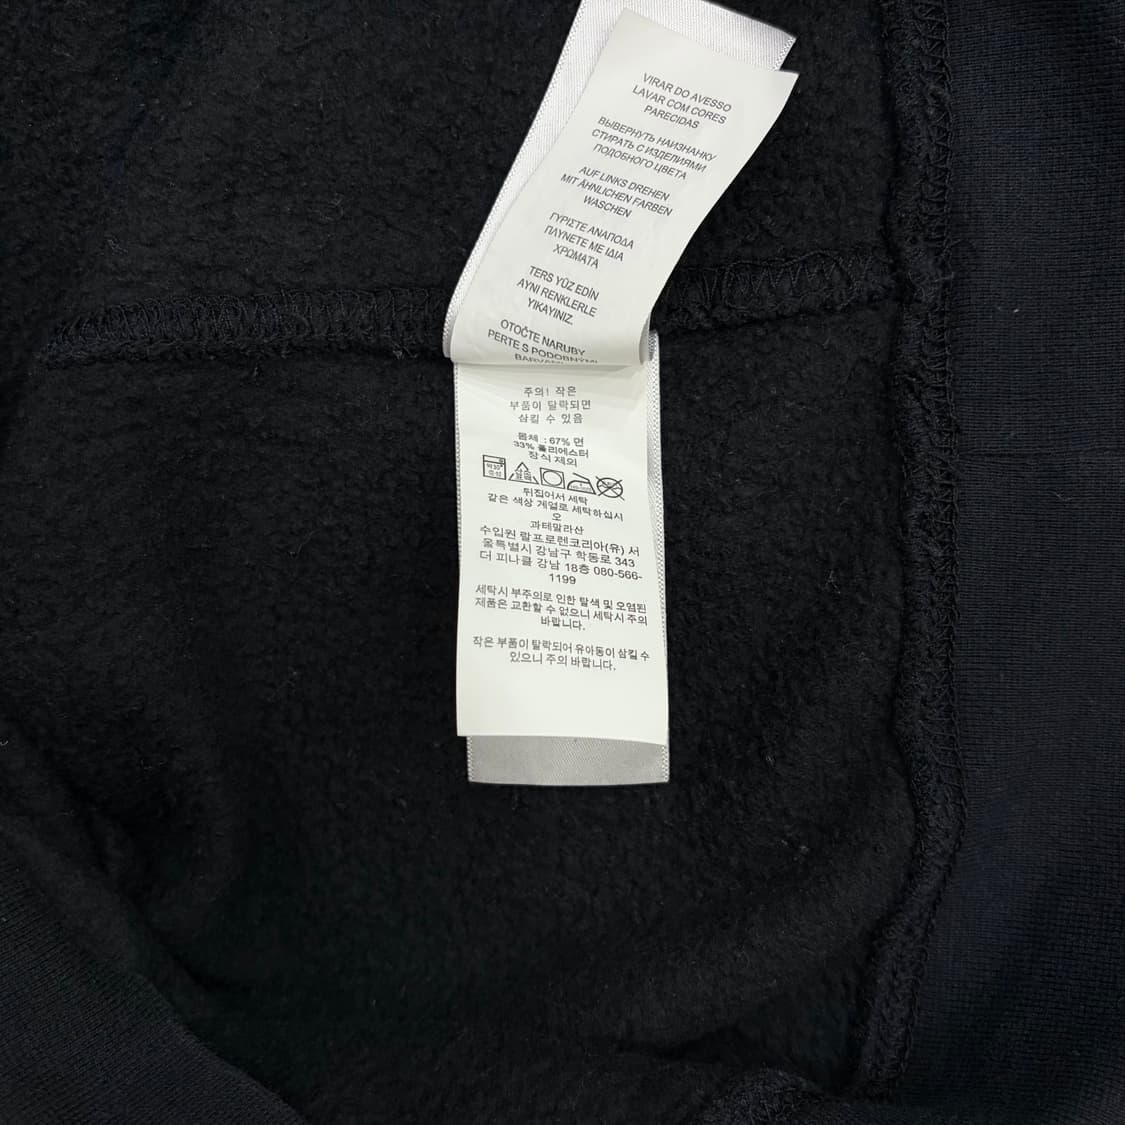 VIRAR DO AVESSO
LAVAR COM CORES
PARECIDAS
ВЫВЕРНУТЬ НАИЗНАНКУ
СТИРАТЬ С ИЗДЕЛИЯМИ
ПОДОБНОГО ЦВЕТА
AUF LINKS DREHEN
MIT ÄHNLICHEN FARBEN
WASCHEN
ΓΥΡΙΣΤΕ ΑΝΑΠΟΔΑ
ΠΛΥΝΕΤΕ ΜΕ ΙΔΙΑ
ΧΡΩΜΑΤΑ
TERS YÜZ EDİN
AYNI RENKLERLE
YIKAYINIZ.
OTOČTE NARUBY
PERTE S PODOBNÝMI
주의! 작은
부품이 탈락되면
삼킬 수 있음
몸체 : 67% 면
33% 폴리에스터
장식 제의
뒤집어서 세탁
같은 색상 게열로 세탁하십시
오
과테말라산
수입원 랄프로렌코리아(유) 서
울특별시 강남구 학동로 343
더 피나클 강남 18층 080-566-
1199
세탁시 부주의로 인한 탈색 및 오염된
제품은 교환할 수 없으니 세탁시 주의
바랍니다.
작은 부품이 탈락되어 유아동이 삼킬 수
있으니 주의 바랍니다.